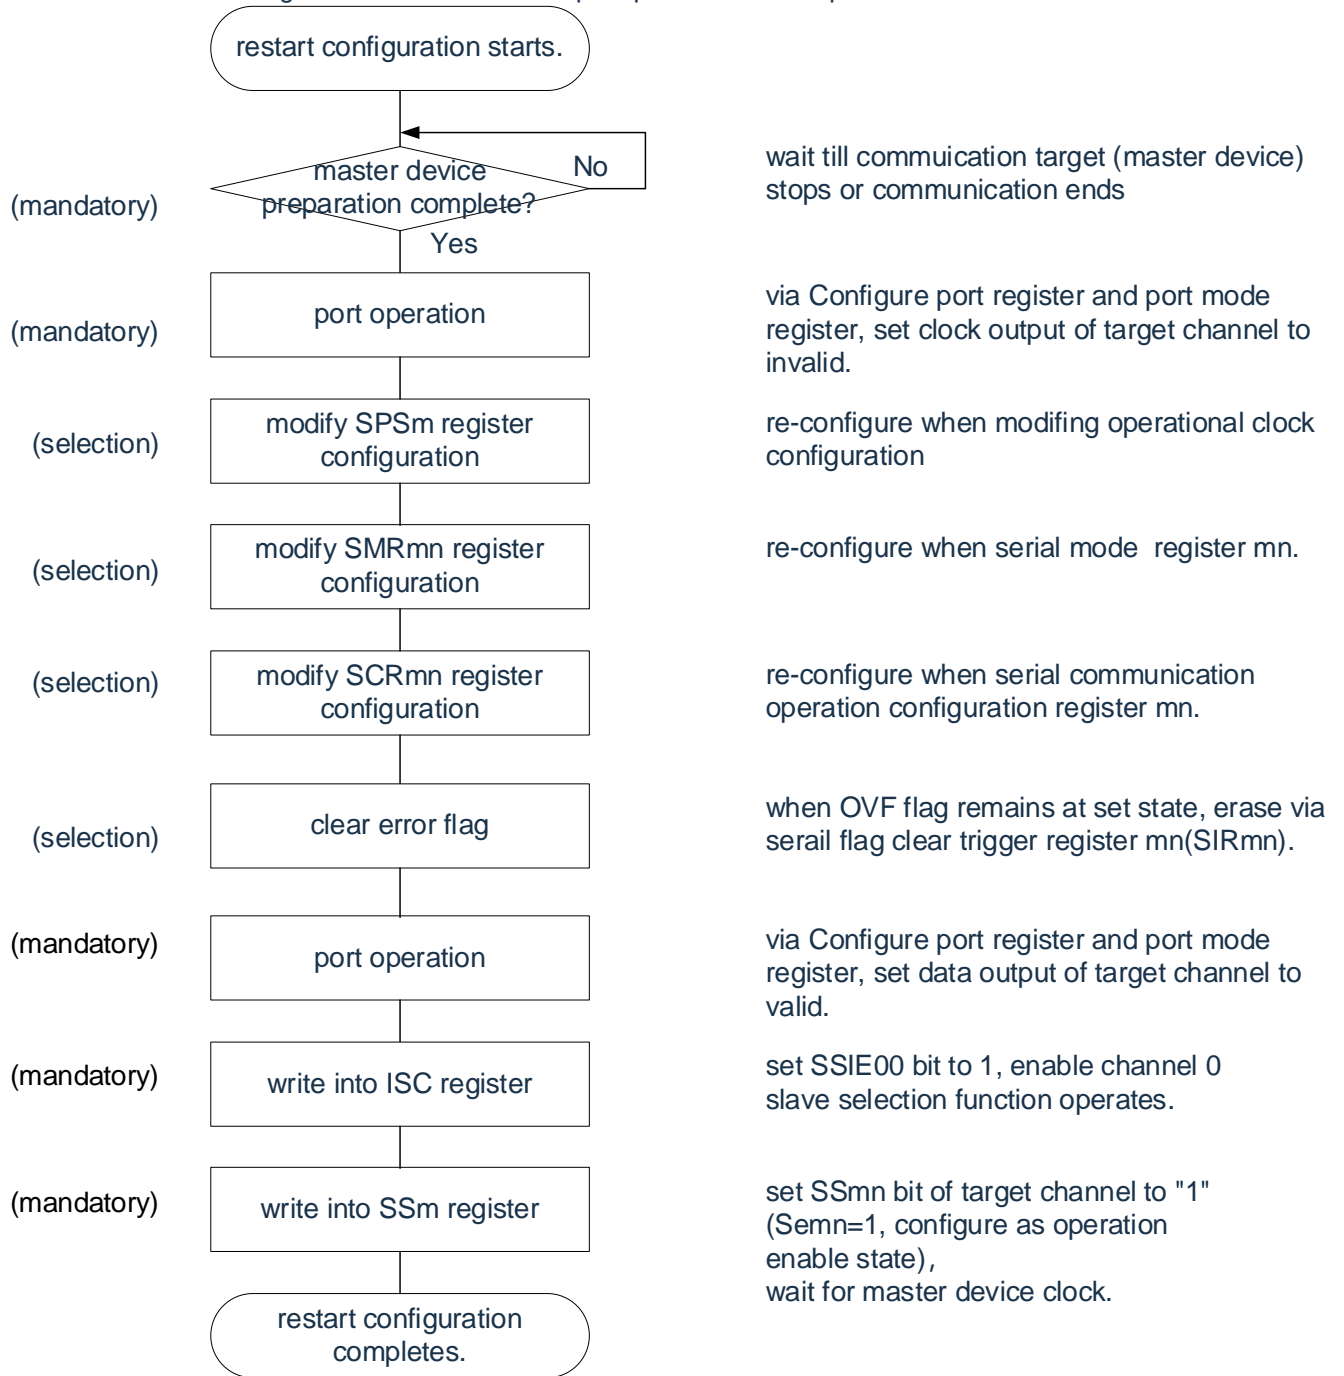 restart configuration starts.
master device
preparation complete?
No
Yes
(mandatory)
wait till commuication target (master device)
stops or communication ends
(mandatory)
port operation
via Configure port register and port mode
register, set clock output of target channel to
invalid.
(selection)
modify SPSm register
configuration
re-configure when modifing operational clock
configuration
(selection)
modify SMRmn register
configuration
re-configure when serial mode  register mn.
(selection)
modify SCRmn register
configuration
re-configure when serial communication
operation configuration register mn.
(selection)
clear error flag
when OVF flag remains at set state, erase via
serail flag clear trigger register mn(SIRmn).
(mandatory)
port operation
via Configure port register and port mode
register, set data output of target channel to
valid.
(mandatory)
write into ISC register
set SSIE00 bit to 1, enable channel 0
slave selection function operates.
(mandatory)
write into SSm register
set SSmn bit of target channel to "1"
(Semn=1, configure as operation
enable state),
wait for master device clock.
restart configuration
completes.